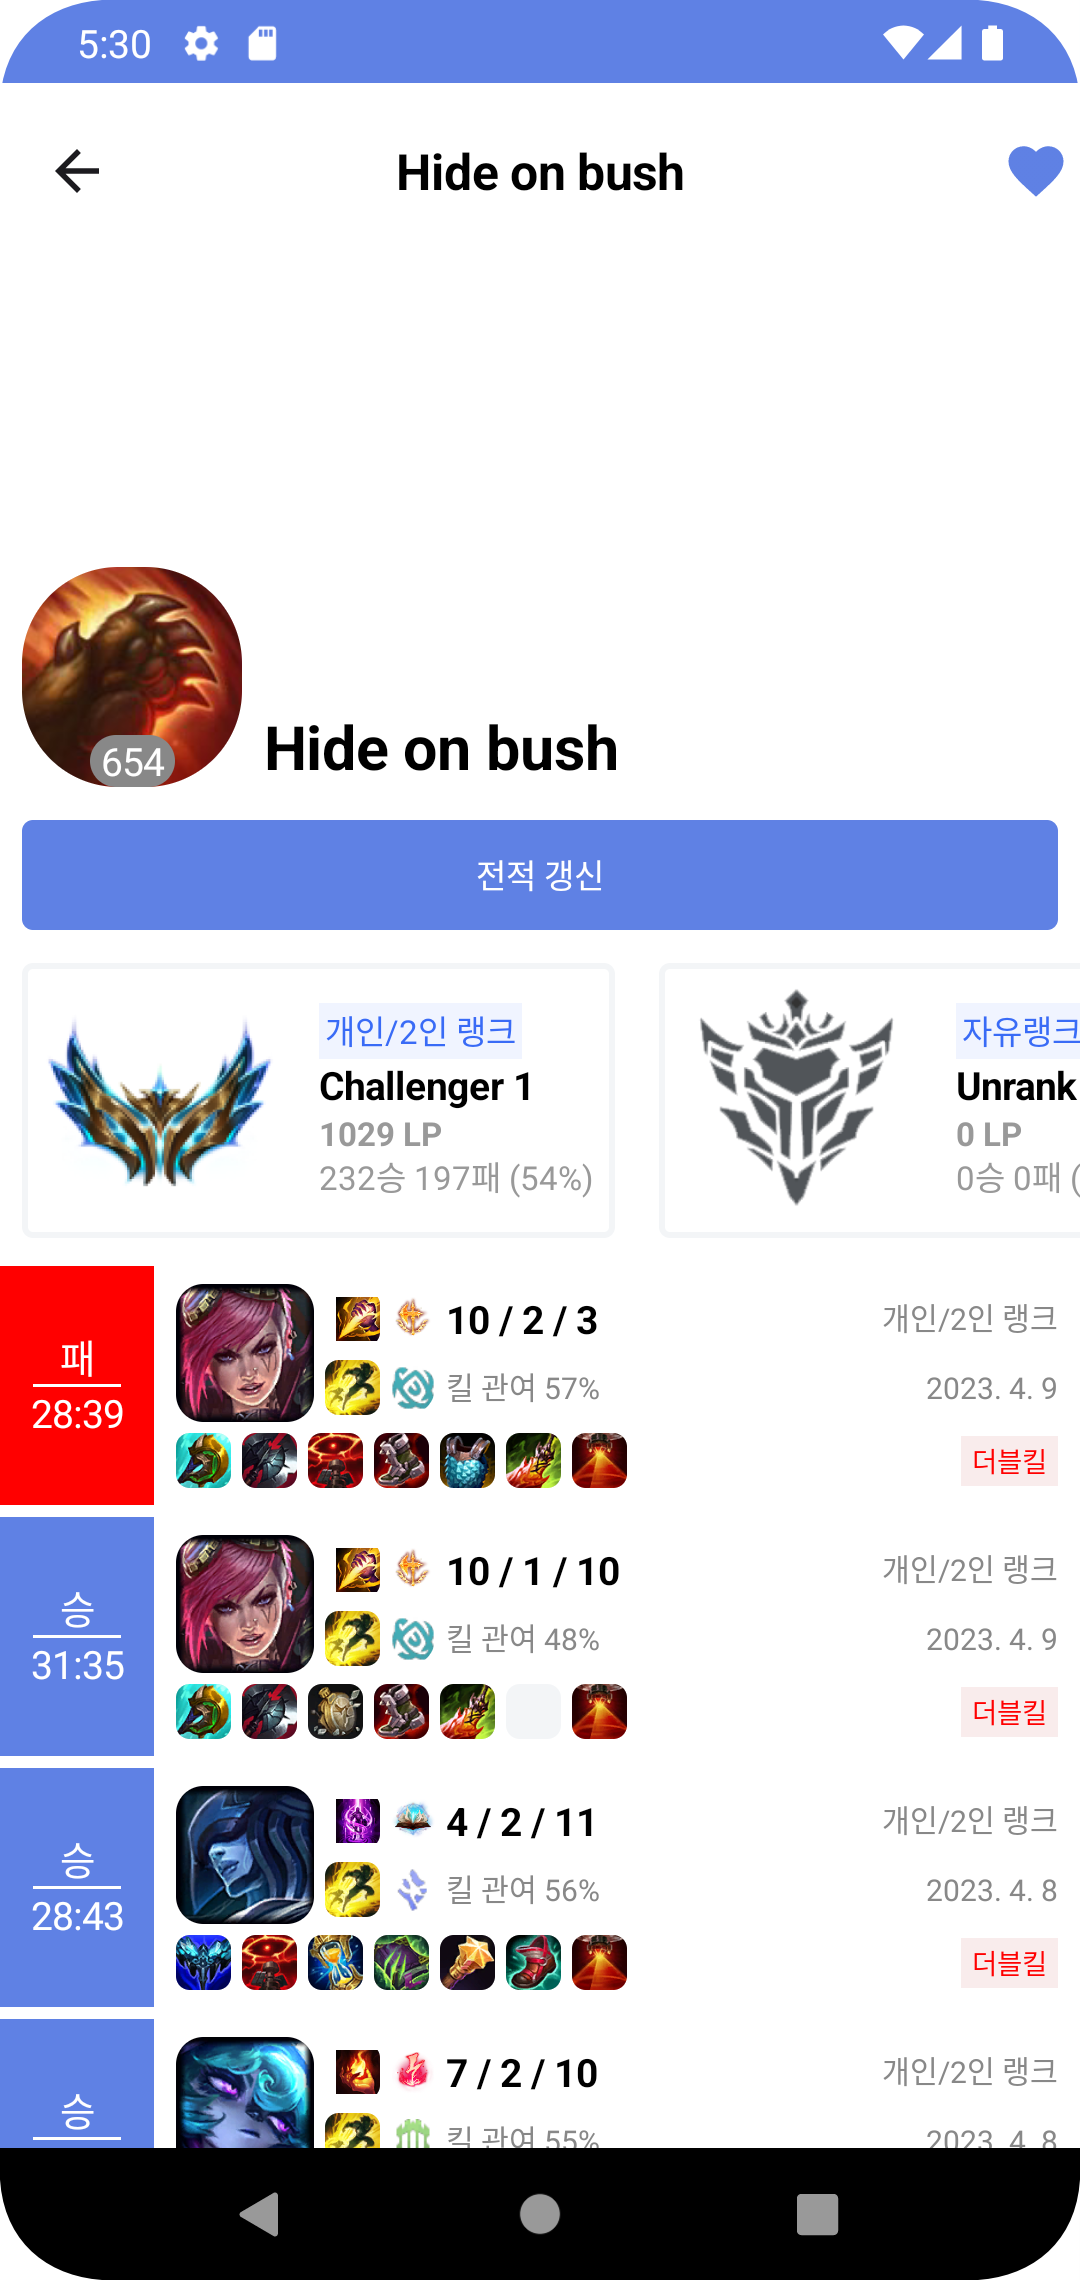 5:30
Hide on bush
654
Hide on bush
전적 갱신
개인/2인 랭크
Challenger 1
1029 LP
232승 197패 (54%)
자유랭크
Unrank
0 LP
0승 0패 (
패
28:39
10 / 2 / 3
킬 관여 57%
개인/2인 랭크
2023. 4. 9
더블킬
승
31:35
10 / 1 / 10
킬 관여 48%
개인/2인 랭크
2023. 4. 9
더블킬
승
28:43
4 / 2 / 11
킬 관여 56%
개인/2인 랭크
2023. 4. 8
더블킬
승
7 / 2 / 10
킬 관여 55%
개인/2인 랭크
2023. 4. 8